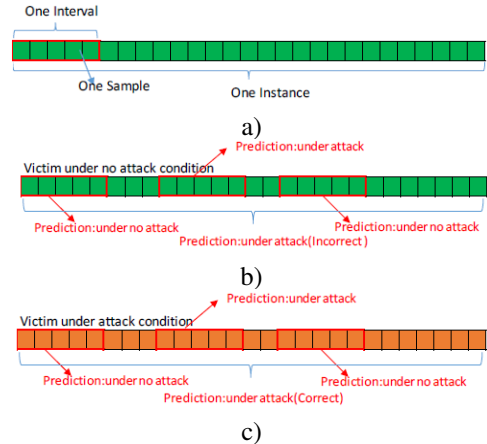 One Interval
One Sample
One Instance
a)
Prediction:under attack
Victim under no attack condition
Prediction:under no attack
Prediction:under no attack
Prediction:under attack(Incorrect )
b)
Prediction:under attack
Victim under attack condition
Prediction:under no attack
Prediction:under no attack
Prediction:under attack(Correct)
c)